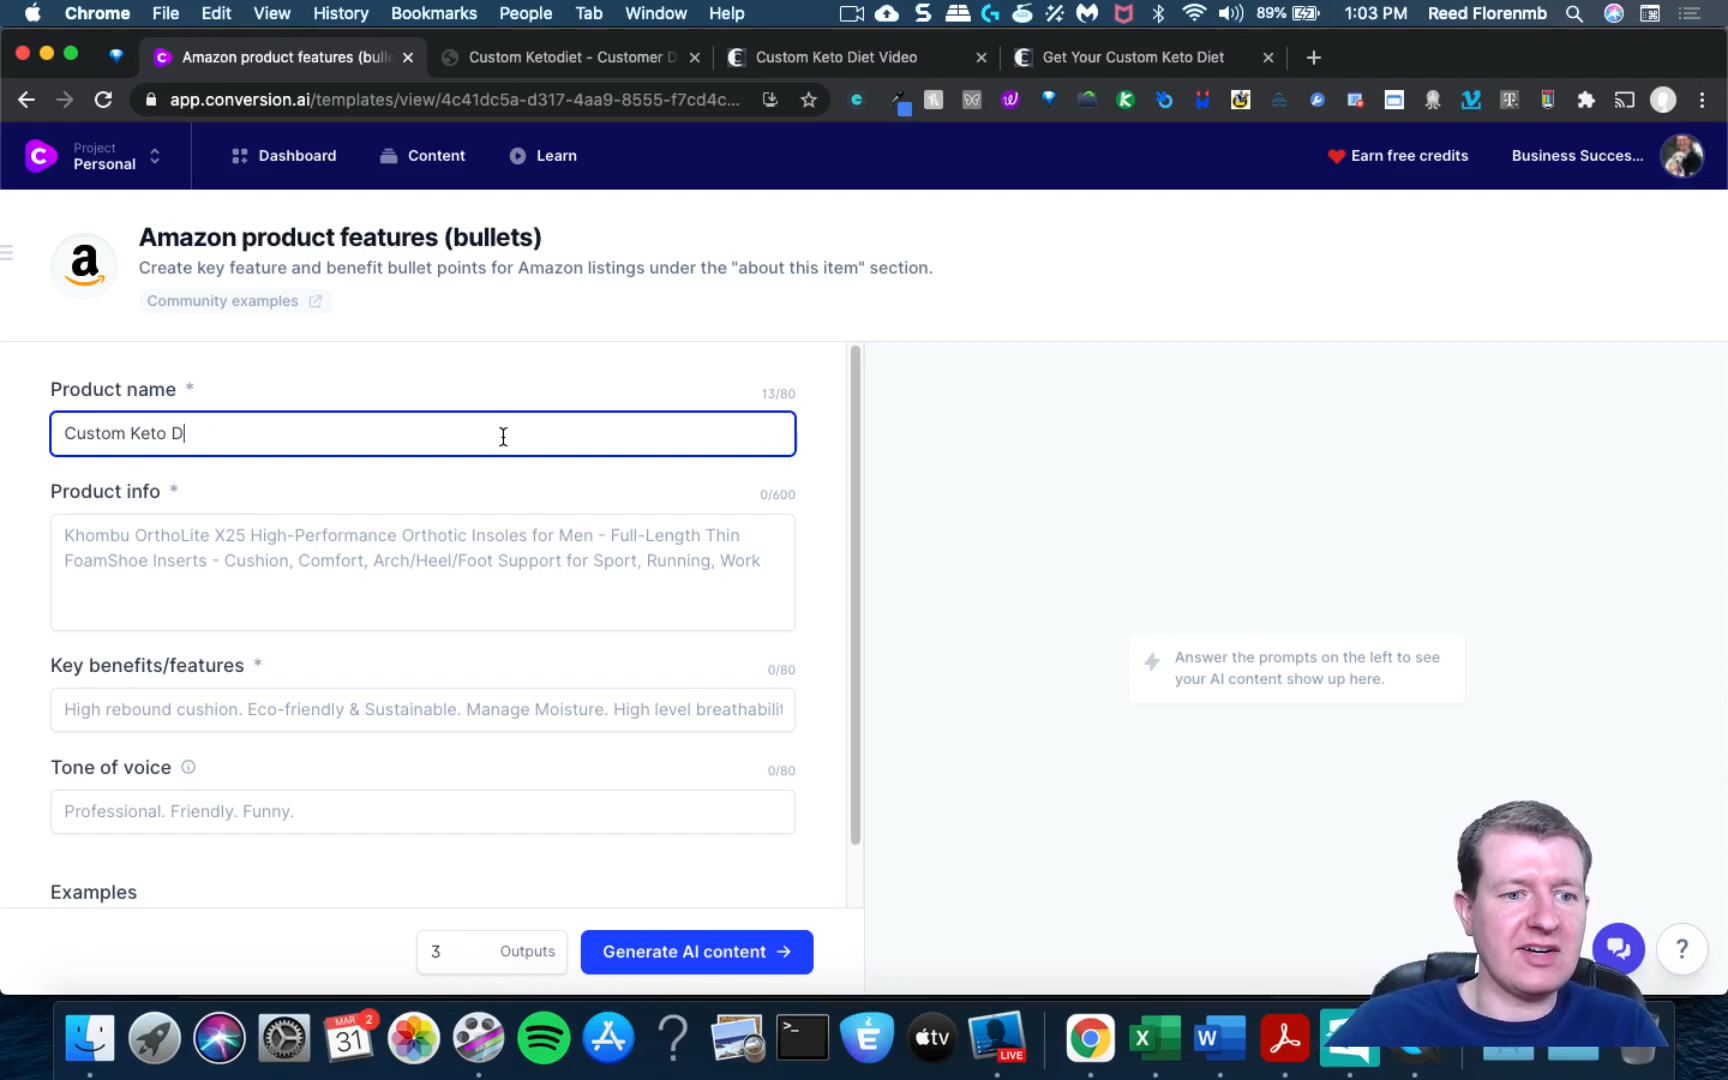 Chrome File Edit View History Bookmarks People Tab Window Help 89% 1:03 PM Reed Florenmb
Amazon product features (bull Custom Ketodiet - Customer D Custom Keto Diet Video Get Your Custom Keto Diet
app.conversion.ai/templates/view/4c41dc5a-d317-4aa9-8555-f7cd4c...
Project
Personal
Dashboard Content Learn Earn free credits Business Succes...
Amazon product features (bullets)
Create key feature and benefit bullet points for Amazon listings under the "about this item" section.
Community examples
Product name * 13/80
Custom Keto D
Product info * 0/600
Khombu OrthoLite X25 High-Performance Orthotic Insoles for Men - Full-Length Thin
FoamShoe Inserts - Cushion, Comfort, Arch/Heel/Foot Support for Sport, Running, Work
Key benefits/features * 0/80
High rebound cushion. Eco-friendly & Sustainable. Manage Moisture. High level breathabilit
Answer the prompts on the left to see
your AI content show up here.
Tone of voice 0/80
Professional. Friendly. Funny.
Examples
3 Outputs Generate AI content →
?
MAR 2
31
tv
LIVE
X
W